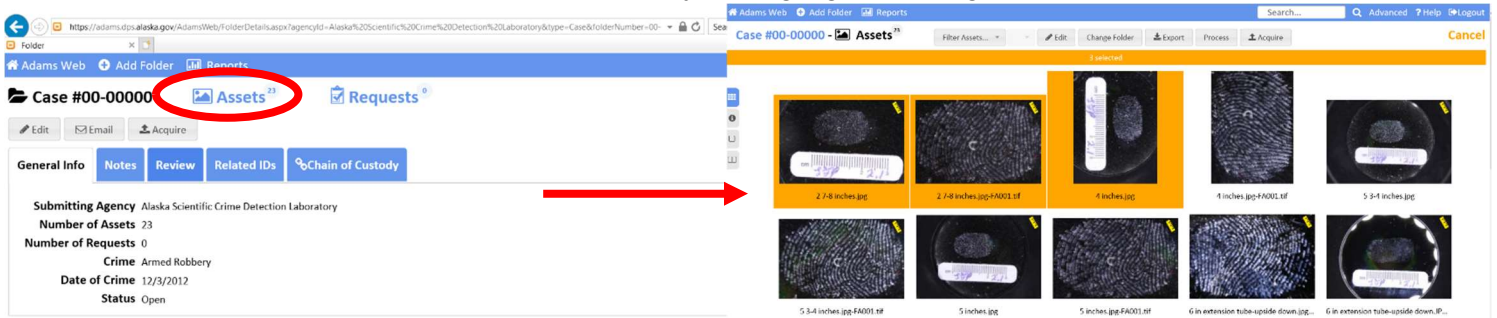 https://adams.dps.alaska.gov/AdamsWeb/FolderDetails.aspx?agencyId=Alaska%20Scientific%20Crime%20Detection%20Laboratory&type=Case&folderNumber=00-
Folder
Adams Web Add Folder Reports
Case #00-00000 Assets 23 Requests 0
Edit Email Acquire
General Info Notes Review Related IDs Chain of Custody
Submitting Agency Alaska Scientific Crime Detection Laboratory
Number of Assets 23
Number of Requests 0
Crime Armed Robbery
Date of Crime 12/3/2012
Status Open
Adams Web Add Folder Reports Search... Advanced ?Help Logout
Case #00-00000 - Assets 23 Filter Assets... Edit Change Folder Export Process Acquire Cancel
3 selected
2 7-8 inches.jpg 2 7-8 inches.jpg-FA001.tif 4 inches.jpg 4 inches.jpg-FA001.tif 5 3-4 inches.jpg
5 3-4 inches.jpg-FA001.tif 5 inches.jpg 5 inches.jpg-FA001.tif 6 in extension tube-upside down.jpg... 6 in extension tube-upside down.JP...